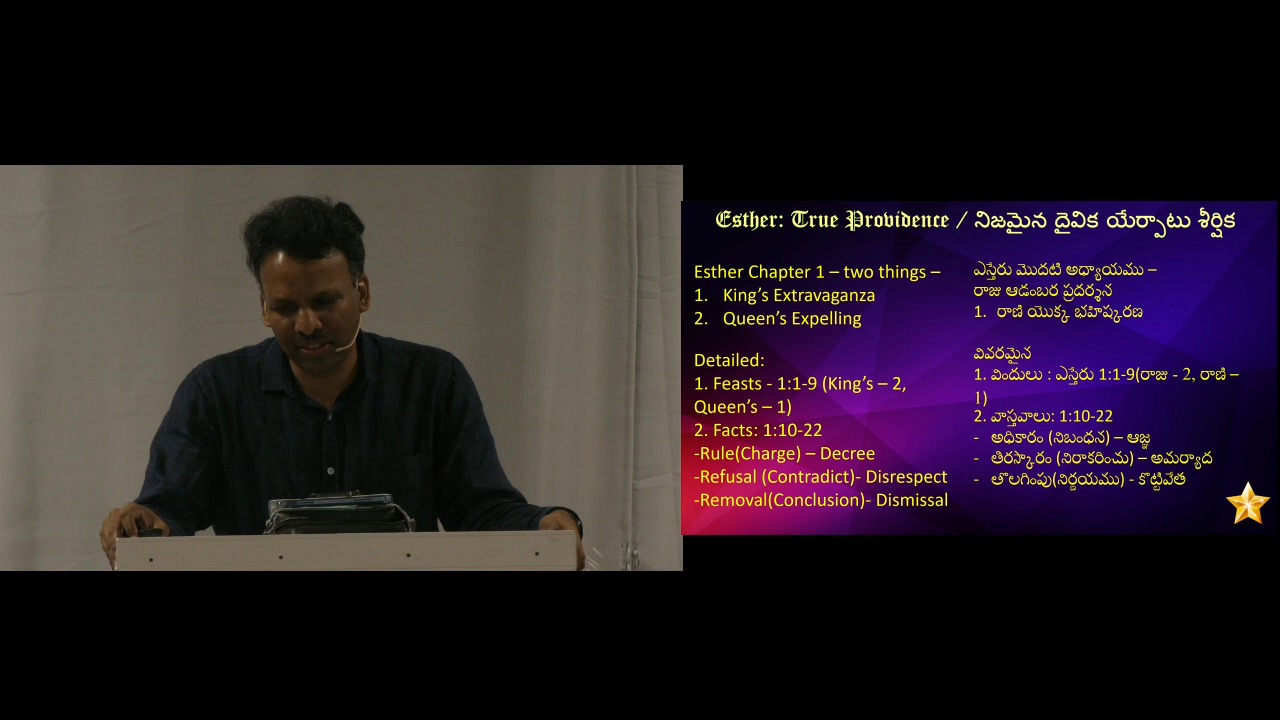 Esther: True Providence / నిజమైన దైవిక యేర్పాటు శీర్షిక
Esther Chapter 1 – two things –
1. King’s Extravaganza
2. Queen’s Expelling
Detailed:
1. Feasts - 1:1-9 (King’s – 2,
Queen’s – 1)
2. Facts: 1:10-22
-Rule(Charge) – Decree
-Refusal (Contradict)- Disrespect
-Removal(Conclusion)- Dismissal
ఎస్తేరు మొదటి అధ్యాయము –
రాజు ఆడంబర ప్రదర్శన
1. రాణి యొక్క భహిష్కరణ
వివరమైన
1. విందులు : ఎస్తేరు 1:1-9(రాజు - 2, రాణి –
1)
2. వాస్తవాలు: 1:10-22
- అధికారం (నిబంధన) – ఆజ్ఞ
- తిరస్కారం (నిరాకరించు) – అమర్యాద
- తొలగింపు(నిర్ణయము) - కొట్టివేత